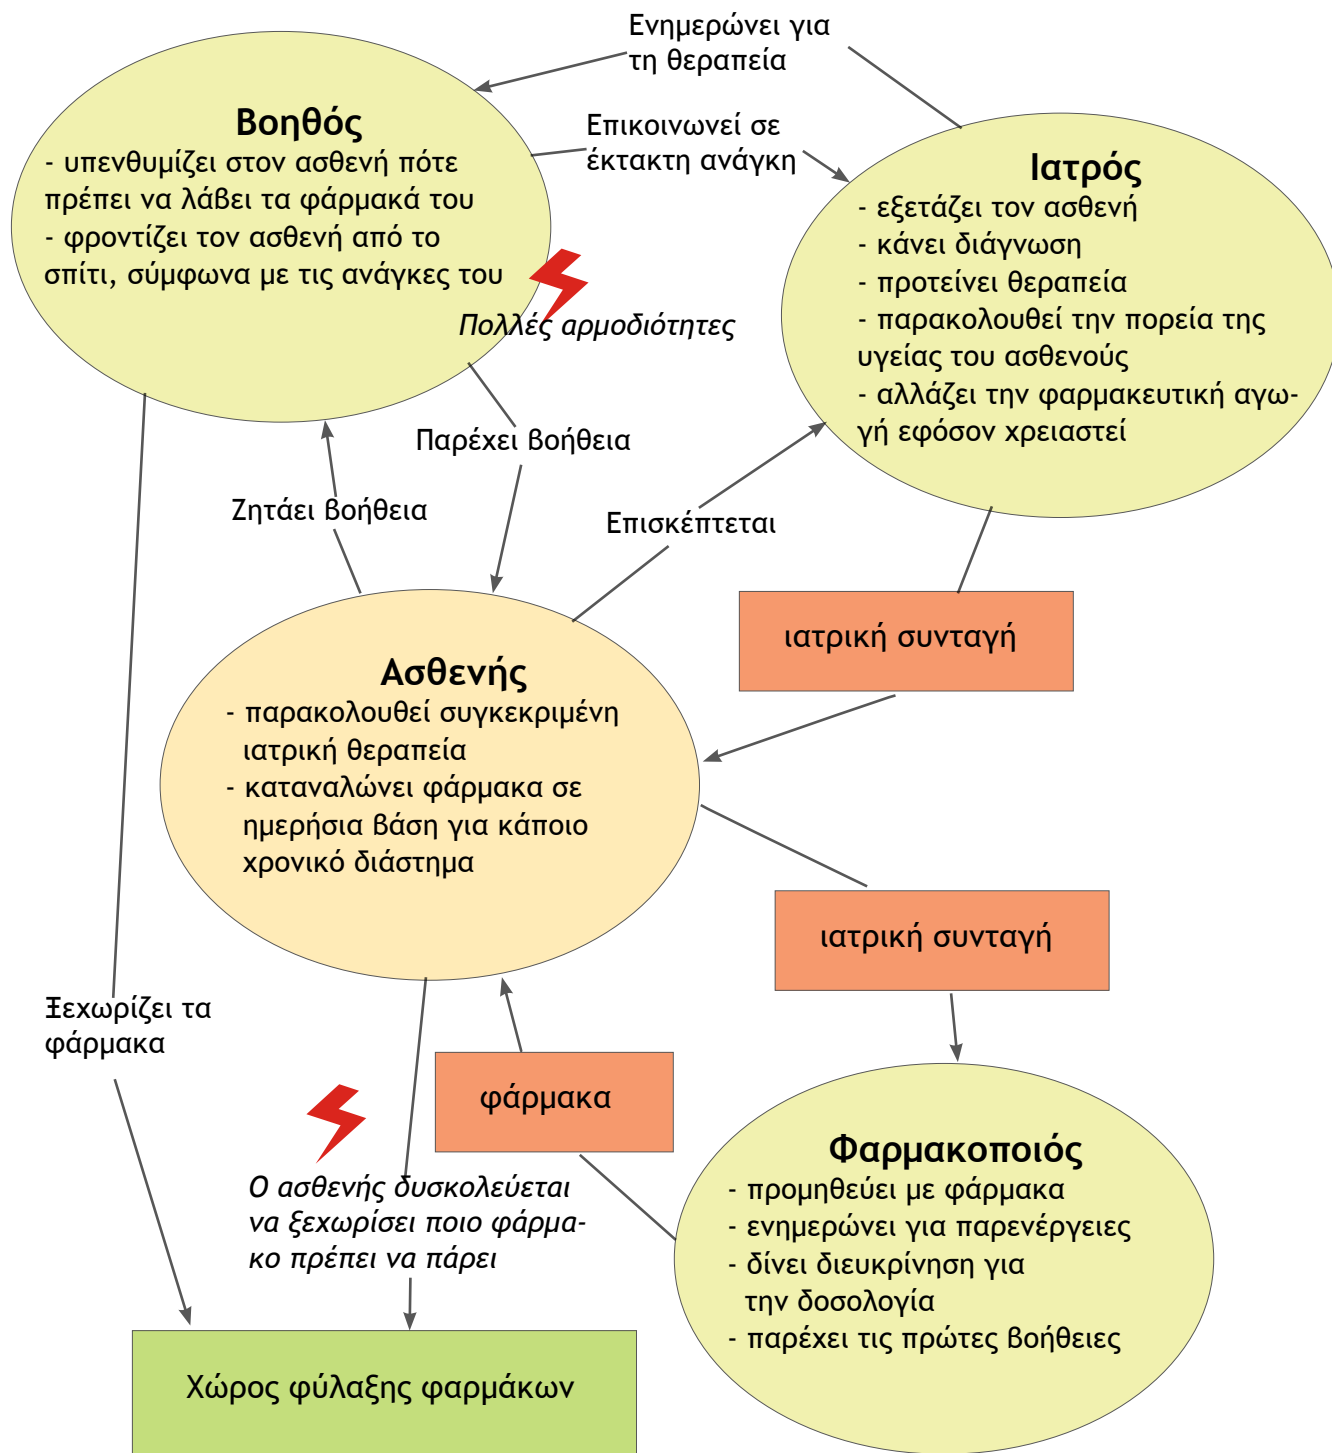 Ενημερώνει για
τη θεραπεία
Βοηθός
- υπενθυμίζει στον ασθενή πότε
πρέπει να λάβει τα φάρμακά του
- φροντίζει τον ασθενή από το
σπίτι, σύμφωνα με τις ανάγκες του
Επικοινωνεί σε
έκτακτη ανάγκη
Ιατρός
- εξετάζει τον ασθενή
- κάνει διάγνωση
- προτείνει θεραπεία
- παρακολουθεί την πορεία της
υγείας του ασθενούς
- αλλάζει την φαρμακευτική αγω-
γή εφόσον χρειαστεί
Πολλές αρμοδιότητες
Παρέχει βοήθεια
Ζητάει βοήθεια
Επισκέπτεται
ιατρική συνταγή
Ασθενής
- παρακολουθεί συγκεκριμένη
ιατρική θεραπεία
- καταναλώνει φάρμακα σε
ημερήσια βάση για κάποιο
χρονικό διάστημα
ιατρική συνταγή
Ξεχωρίζει τα
φάρμακα
φάρμακα
Ο ασθενής δυσκολεύεται
να ξεχωρίσει ποιο φάρμα-
κο πρέπει να πάρει
Φαρμακοποιός
- προμηθεύει με φάρμακα
- ενημερώνει για παρενέργειες
- δίνει διευκρίνηση για
την δοσολογία
- παρέχει τις πρώτες βοήθειες
Χώρος φύλαξης φαρμάκων